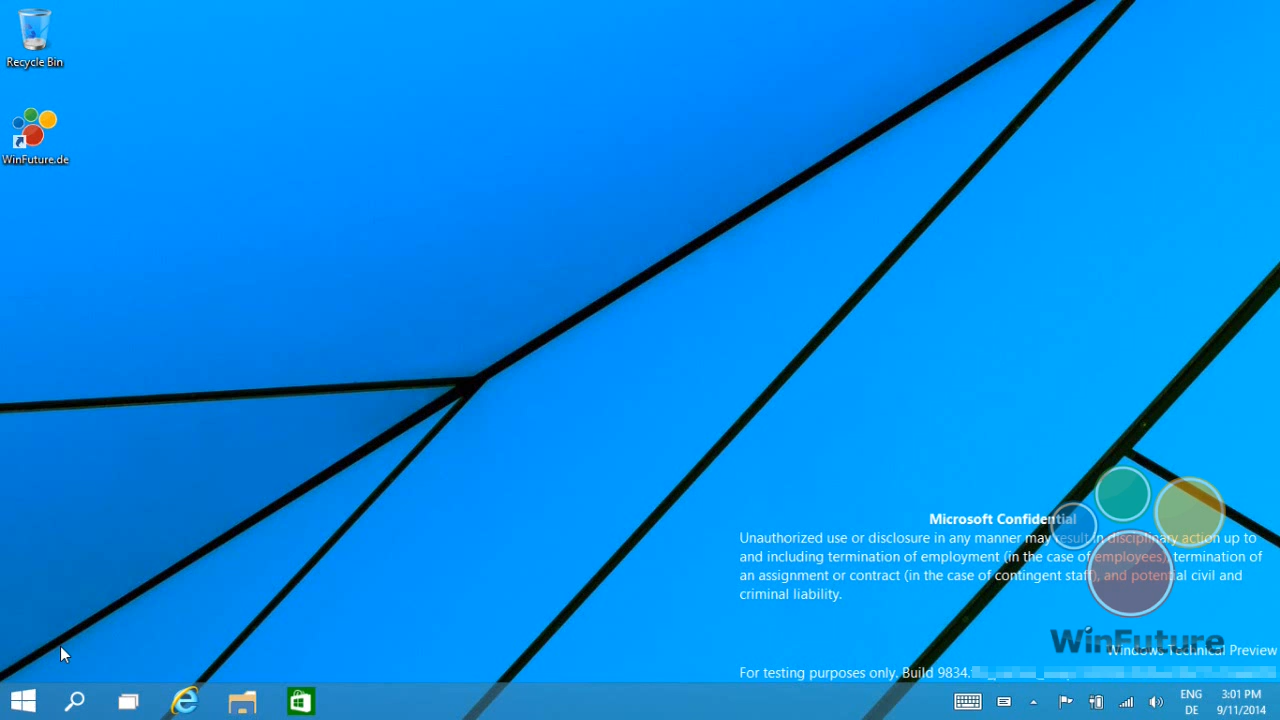 Recycle Bin
WinFuture.de
Microsoft Confidential
Unauthorized use or disclosure in any manner may result in disciplinary action up to
and including termination of employment (in the case of employees), termination of
an assignment or contract (in the case of contingent staff), and potential civil and
criminal liability.
WinFuture
Windows Technical Preview
For testing purposes only. Build 9834.
ENG
DE
3:01 PM
9/11/2014